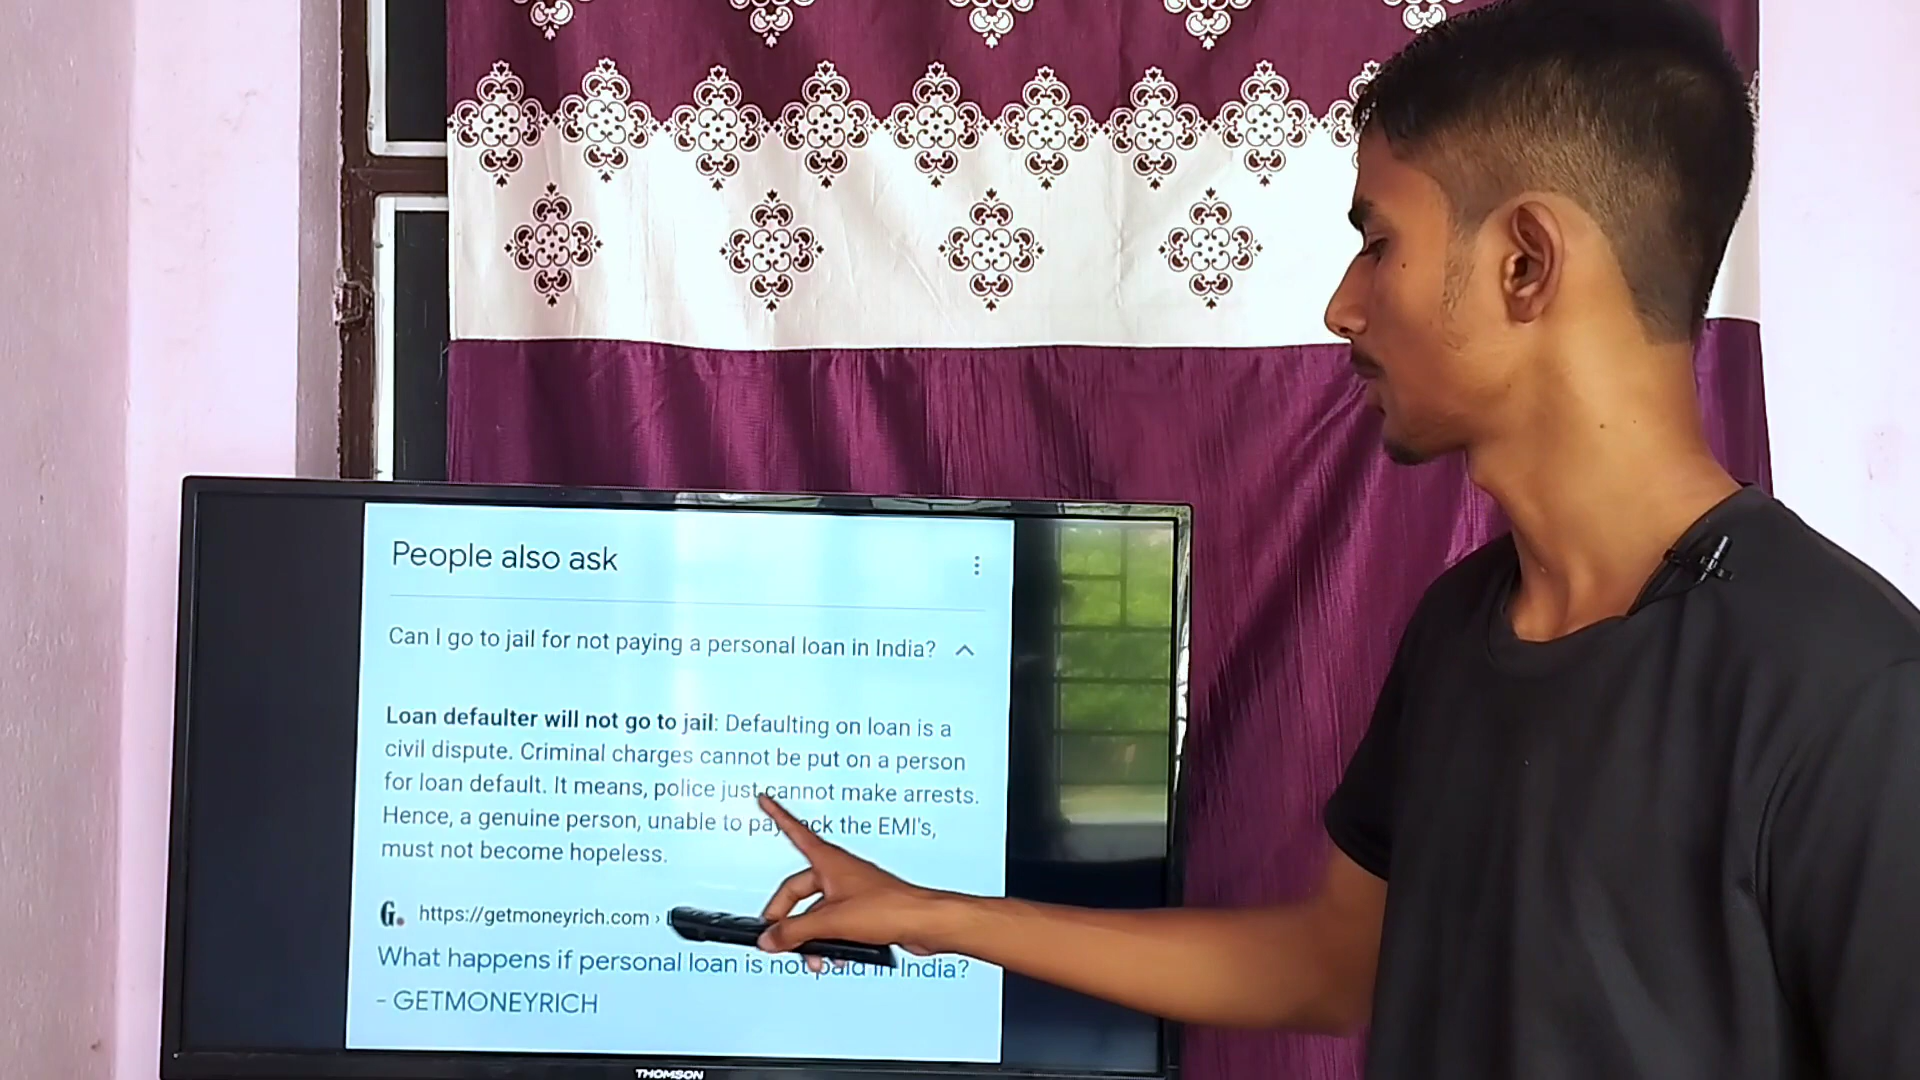 People also ask
Can I go to jail for not paying a personal loan in India?
Loan defaulter will not go to jail: Defaulting on loan is a
civil dispute. Criminal charges cannot be put on a person
for loan default. It means, police just cannot make arrests.
Hence, a genuine person, unable to pay the EMI's,
must not become hopeless.
G. https://getmoneyrich.com ›
What happens if personal loan is not paid in India?
- GETMONEYRICH
THOMSON